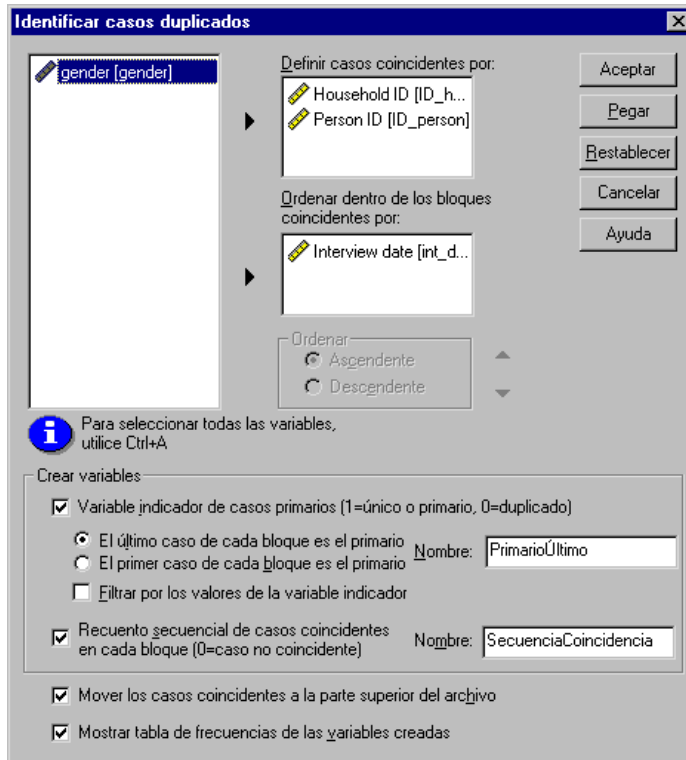 Identificar casos duplicados
gender [gender]
Definir casos coincidentes por:
Household ID [ID_h...
Person ID [ID_person]
Ordenar dentro de los bloques
coincidentes por:
Interview date [int_d...
Ordenar
Ascendente
Descendente
Aceptar
Pegar
Restablecer
Cancelar
Ayuda
Para seleccionar todas las variables,
utilice Ctrl+A
Crear variables
Variable indicador de casos primarios (1=único o primario, 0=duplicado)
El último caso de cada bloque es el primario
El primer caso de cada bloque es el primario
Nombre: PrimarioÚltimo
Filtrar por los valores de la variable indicador
Recuento secuencial de casos coincidentes
en cada bloque (0=caso no coincidente)
Nombre: SecuenciaCoincidencia
Mover los casos coincidentes a la parte superior del archivo
Mostrar tabla de frecuencias de las variables creadas